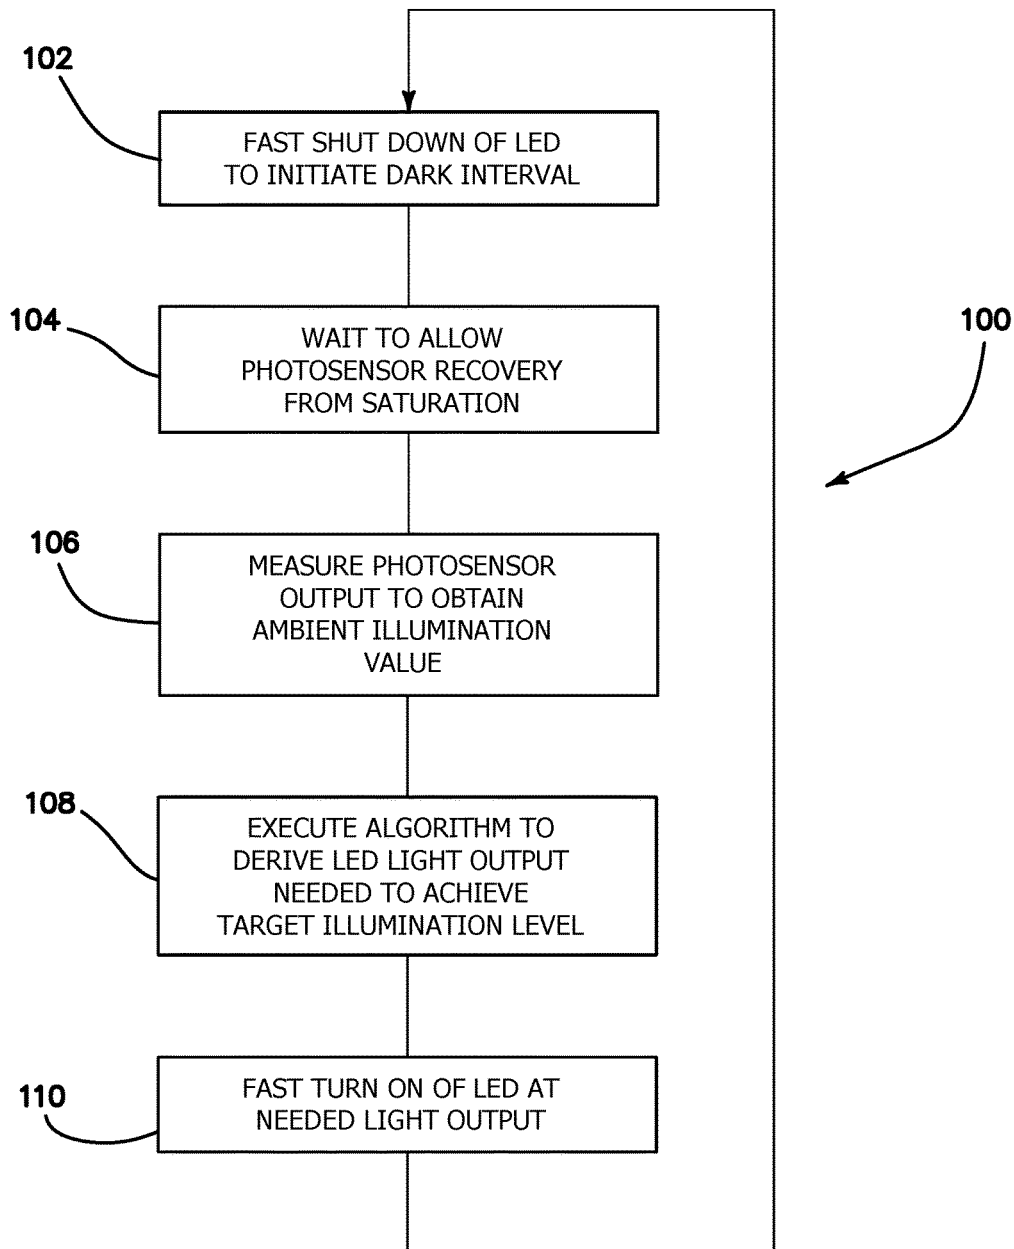 102
FAST SHUT DOWN OF LED
TO INITIATE DARK INTERVAL
104
WAIT TO ALLOW
PHOTOSENSOR RECOVERY
FROM SATURATION
100
106
MEASURE PHOTOSENSOR
OUTPUT TO OBTAIN
AMBIENT ILLUMINATION
VALUE
108
EXECUTE ALGORITHM TO
DERIVE LED LIGHT OUTPUT
NEEDED TO ACHIEVE
TARGET ILLUMINATION LEVEL
110
FAST TURN ON OF LED AT
NEEDED LIGHT OUTPUT